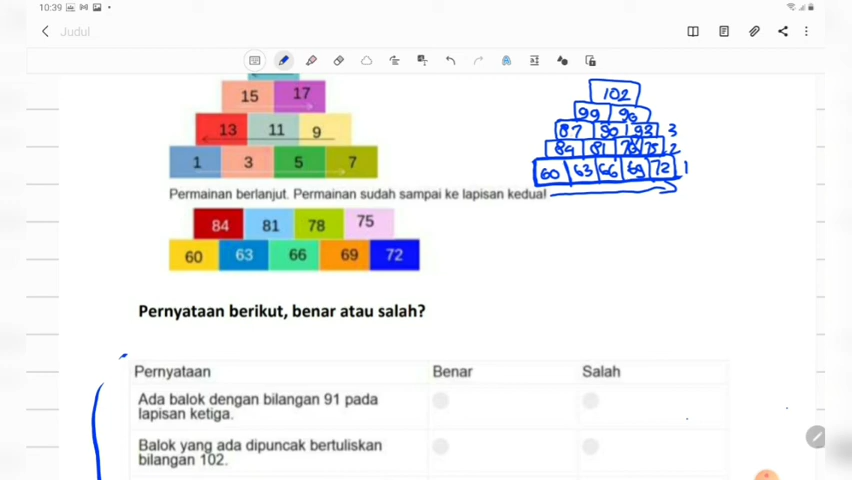 10:39
Judul
15 17
13 11 9
1 3 5 7
Permainan berlanjut. Permainan sudah sampai ke lapisan kedua!
84 81 78 75
60 63 66 69 72
102
99 96
87 90 93 3
84 81 78 75 2
60 63 66 69 72 1
Pernyataan berikut, benar atau salah?
Pernyataan Benar Salah
Ada balok dengan bilangan 91 pada
lapisan ketiga.
Balok yang ada dipuncak bertuliskan
bilangan 102.